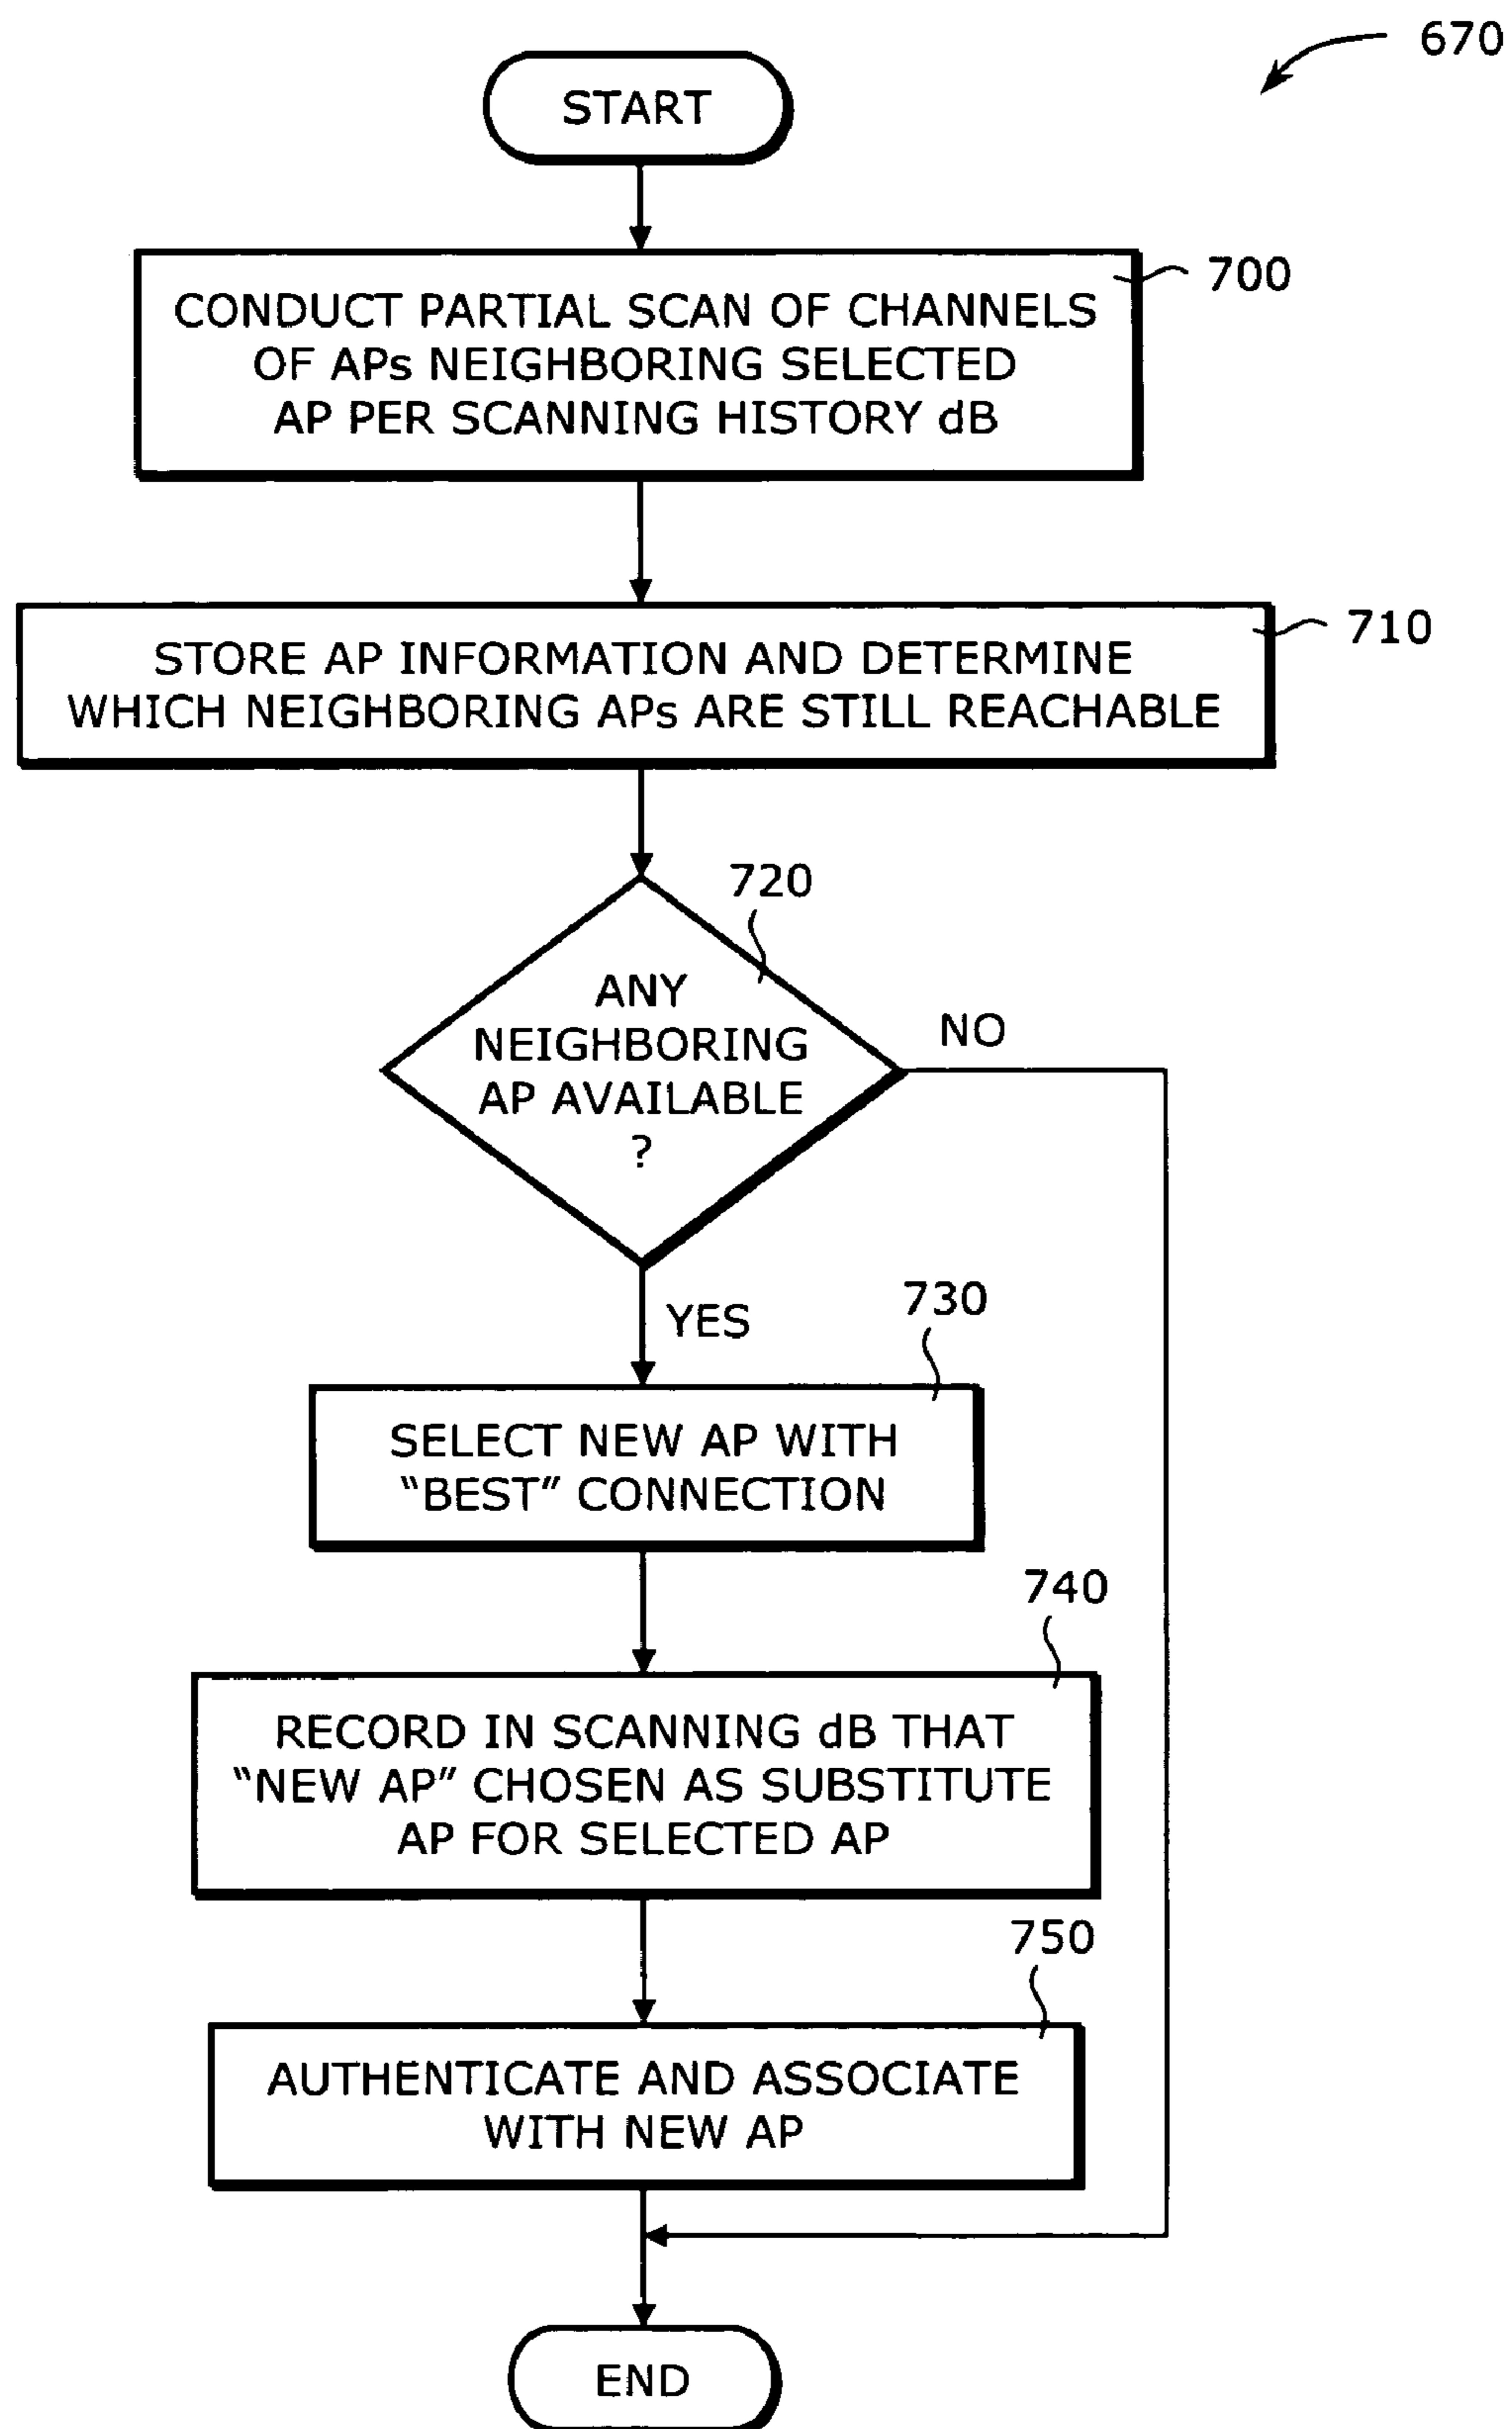 670
START
700
CONDUCT PARTIAL SCAN OF CHANNELS
OF APs NEIGHBORING SELECTED
AP PER SCANNING HISTORY dB
710
STORE AP INFORMATION AND DETERMINE
WHICH NEIGHBORING APs ARE STILL REACHABLE
720
ANY
NEIGHBORING
AP AVAILABLE
?
NO
YES
730
SELECT NEW AP WITH
“BEST” CONNECTION
740
RECORD IN SCANNING dB THAT
“NEW AP” CHOSEN AS SUBSTITUTE
AP FOR SELECTED AP
750
AUTHENTICATE AND ASSOCIATE
WITH NEW AP
END